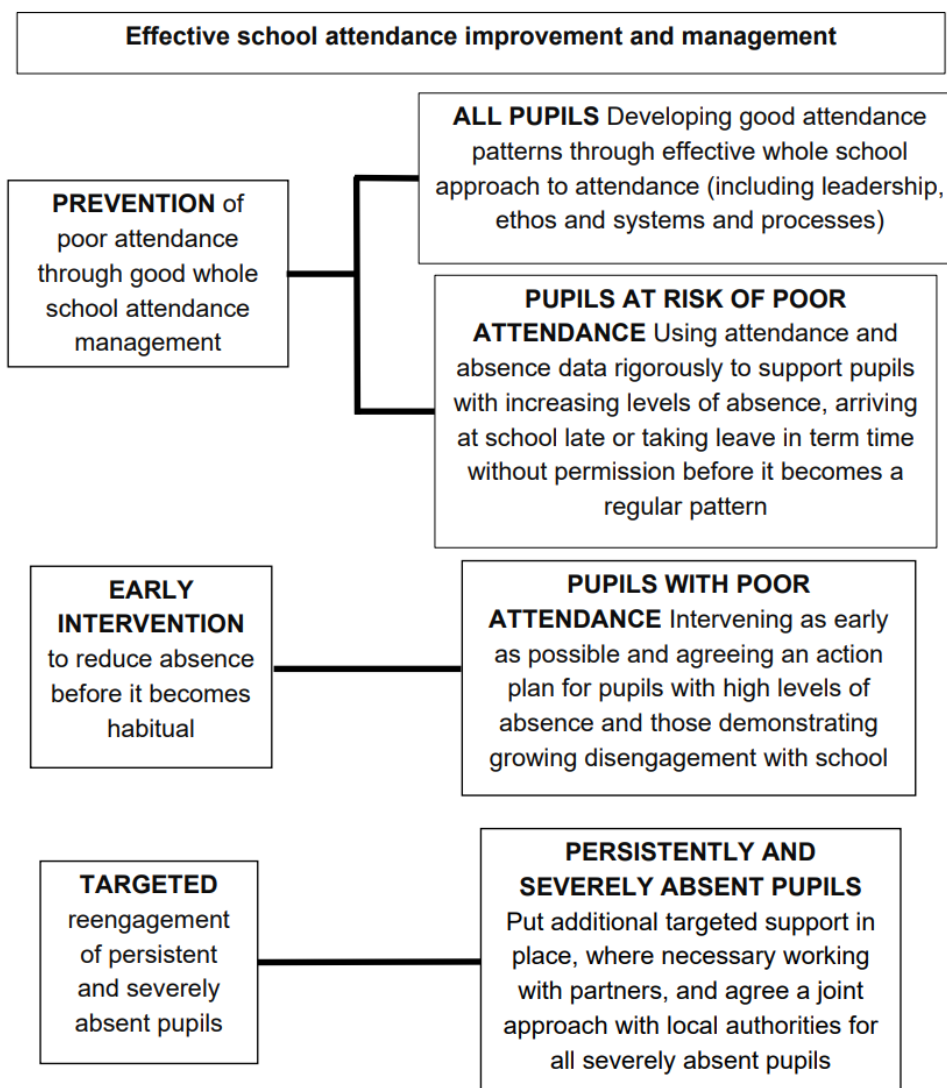 Effective school attendance improvement and management
PREVENTION of
poor attendance
through good whole
school attendance
management
ALL PUPILS Developing good attendance
patterns through effective whole school
approach to attendance (including leadership,
ethos and systems and processes)
PUPILS AT RISK OF POOR
ATTENDANCE Using attendance and
absence data rigorously to support pupils
with increasing levels of absence, arriving
at school late or taking leave in term time
without permission before it becomes a
regular pattern
EARLY
INTERVENTION
to reduce absence
before it becomes
habitual
PUPILS WITH POOR
ATTENDANCE Intervening as early
as possible and agreeing an action
plan for pupils with high levels of
absence and those demonstrating
growing disengagement with school
TARGETED
reengagement
of persistent
and severely
absent pupils
PERSISTENTLY AND
SEVERELY ABSENT PUPILS
Put additional targeted support in
place, where necessary working
with partners, and agree a joint
approach with local authorities for
all severely absent pupils